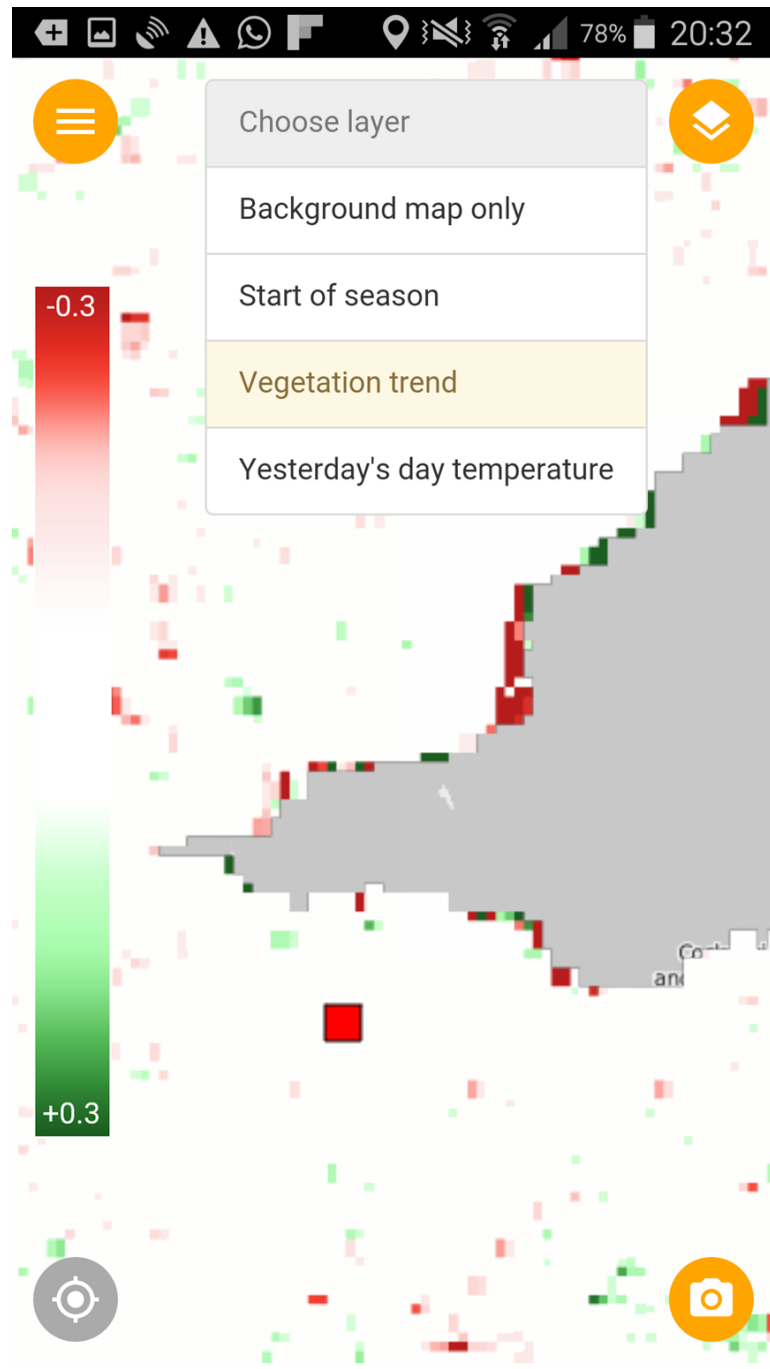 78% 20:32
Choose layer
Background map only
Start of season
-0.3
Vegetation trend
Yesterday's day temperature
and
+0.3